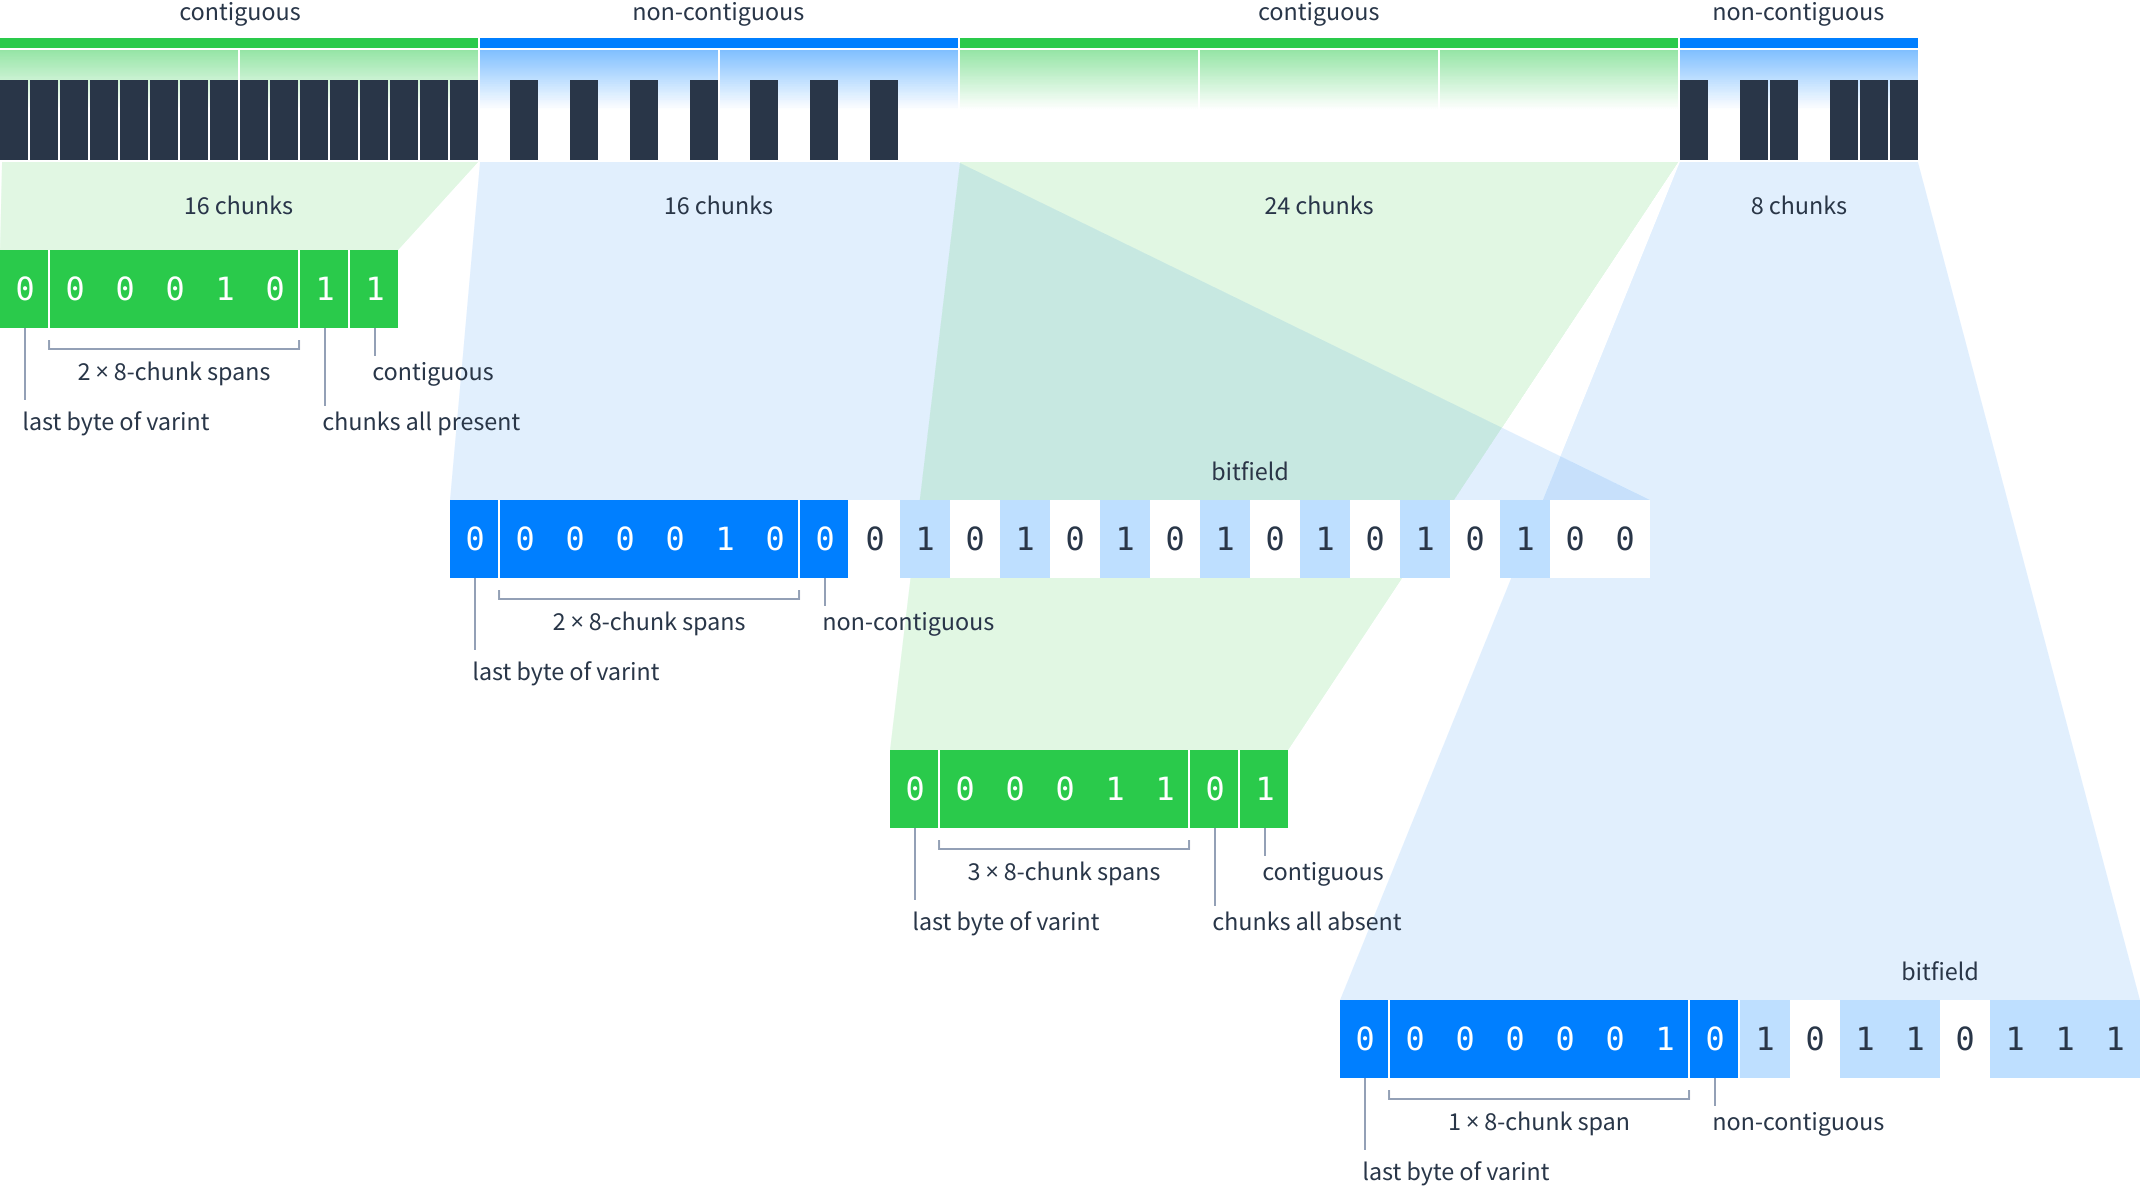 contiguous non-contiguous contiguous non-contiguous
16 chunks 16 chunks 24 chunks 8 chunks
0 0 0 0 1 0 1 1
2 × 8-chunk spans contiguous
last byte of varint chunks all present
bitfield
0 0 0 0 0 1 0 0 0 1 0 1 0 1 0 1 0 1 0 1 0 1 0 0
2 × 8-chunk spans non-contiguous
last byte of varint
0 0 0 0 1 1 0 1
3 × 8-chunk spans contiguous
last byte of varint chunks all absent
bitfield
0 0 0 0 0 0 1 0 1 0 1 1 0 1 1 1
1 × 8-chunk span non-contiguous
last byte of varint